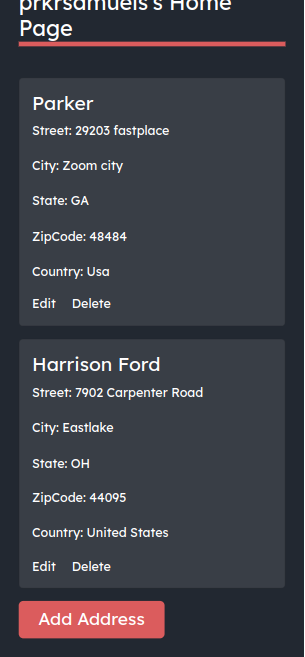 prkrsamuels's Home
Page
Parker
Street: 29203 fastplace
City: Zoom city
State: GA
ZipCode: 48484
Country: Usa
Edit Delete
Harrison Ford
Street: 7902 Carpenter Road
City: Eastlake
State: OH
ZipCode: 44095
Country: United States
Edit Delete
Add Address